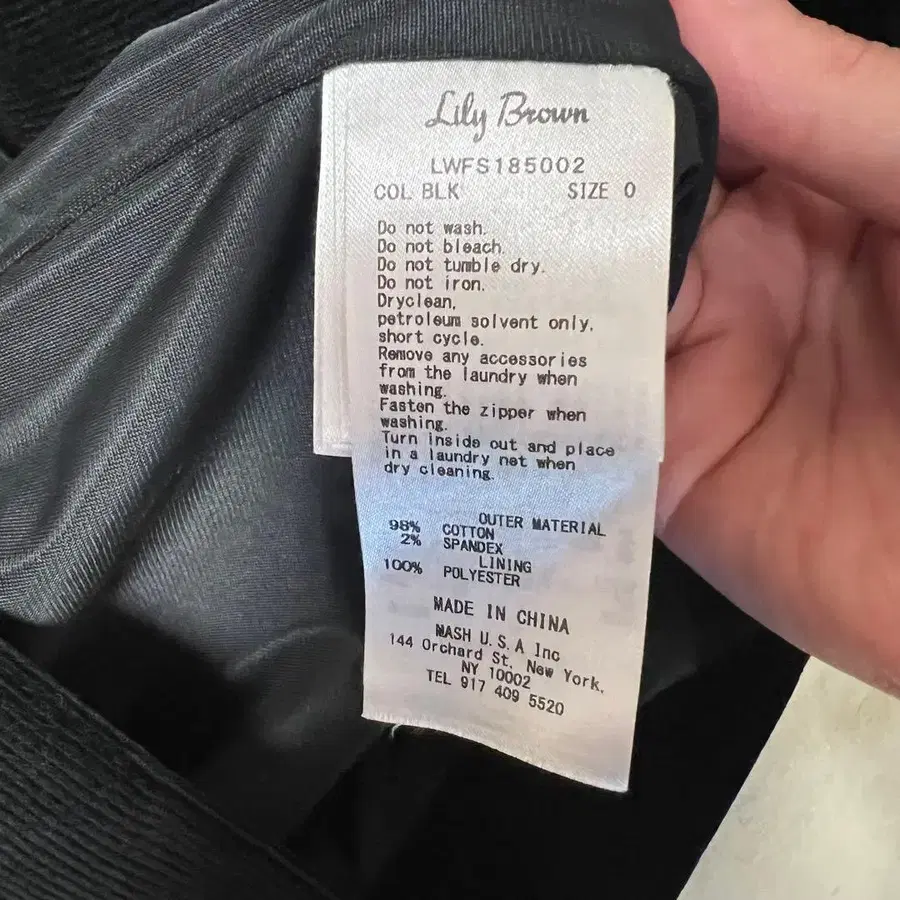 Lily Brown
LWFS185002
COL BLK SIZE 0
Do not wash.
Do not bleach.
Do not tumble dry.
Do not iron.
Dryclean,
petroleum solvent only,
short cycle.
Remove any accessories
from the laundry when
washing.
Fasten the zipper when
washing.
Turn inside out and place
in a laundry net when
dry cleaning.
OUTER MATERIAL
98% COTTON
2% SPANDEX
LINING
100% POLYESTER
MADE IN CHINA
MASH U.S.A Inc
144 Orchard St, New York,
NY 10002
TEL 917 409 5520